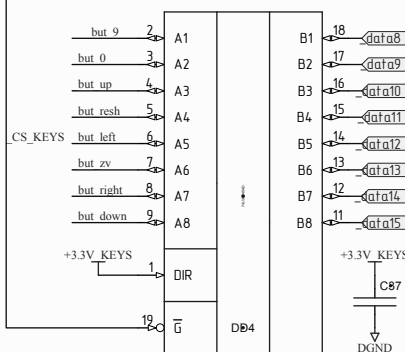 but_9 2 A1 B1 18 data8
but_0 3 A2 B2 17 data9
but_up 4 A3 B3 16 data10
but_resh 5 A4 B4 15 data11
_CS_KEYS but_left 6 A5 B5 14 data12
but_zv 7 A6 B6 13 data13
but_right 8 A7 B7 12 data14
but_down 9 A8 B8 11 data15
+3.3V_KEYS +3.3V_KEYS
1 DIR
C87
19 G DD4
DGND